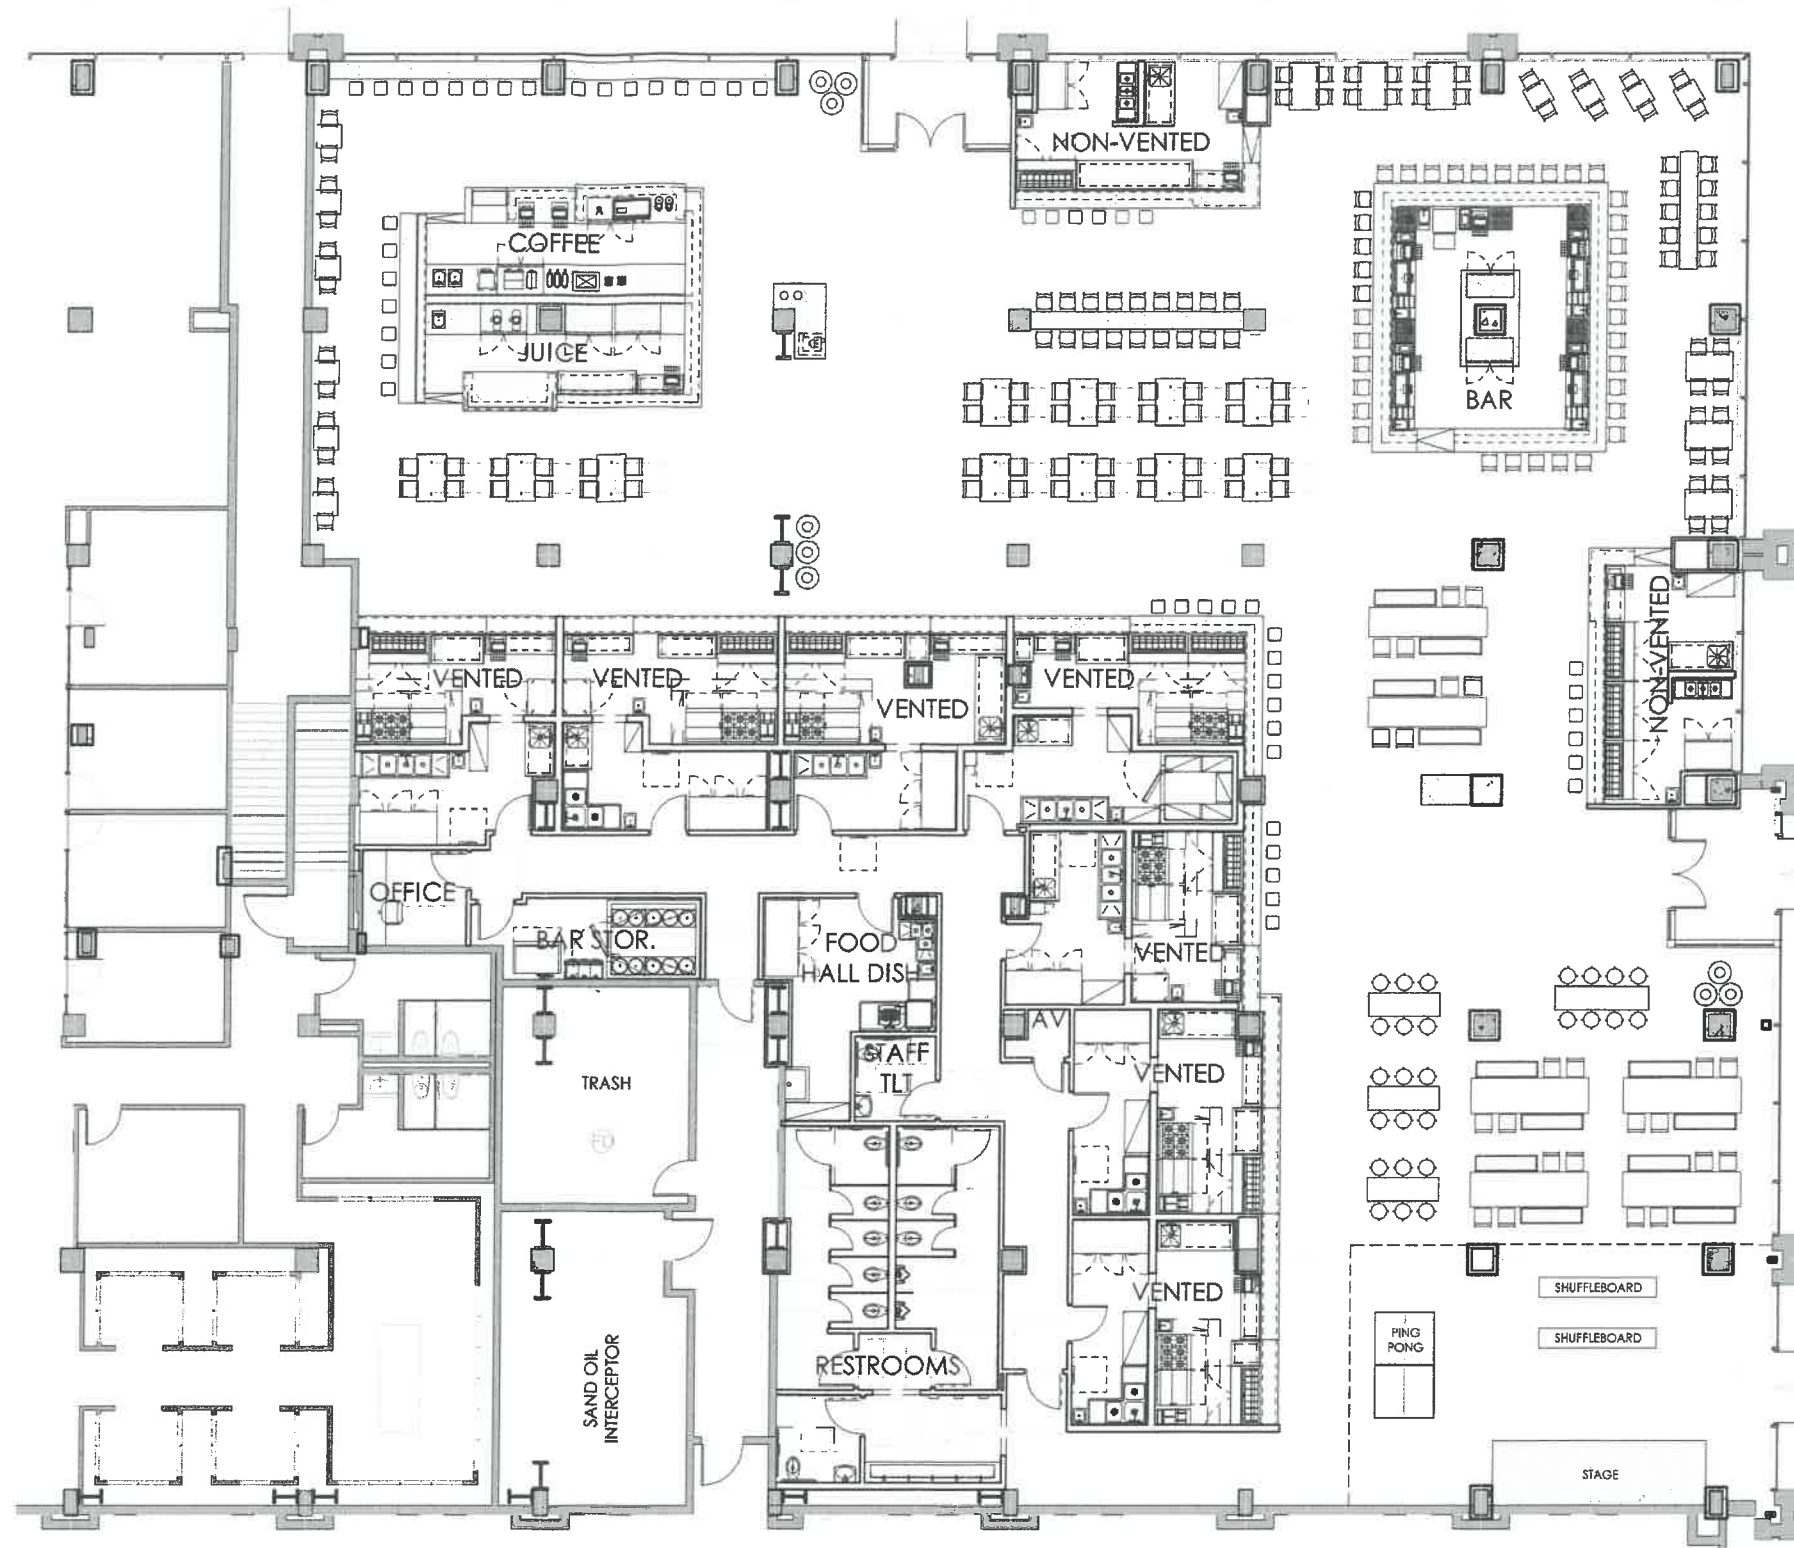 NON-VENTED
COFFEE
JUICE
BAR
NON-VENTED
VENTED
VENTED
VENTED
VENTED
OFFICE
BAR STOR.
FOOD
HALL DISH
VENTED
AV
STAFF
TLT
VENTED
TRASH
FD
VENTED
SHUFFLEBOARD
SHUFFLEBOARD
PING
PONG
RESTROOMS
SAND OIL
INTERCEPTOR
STAGE